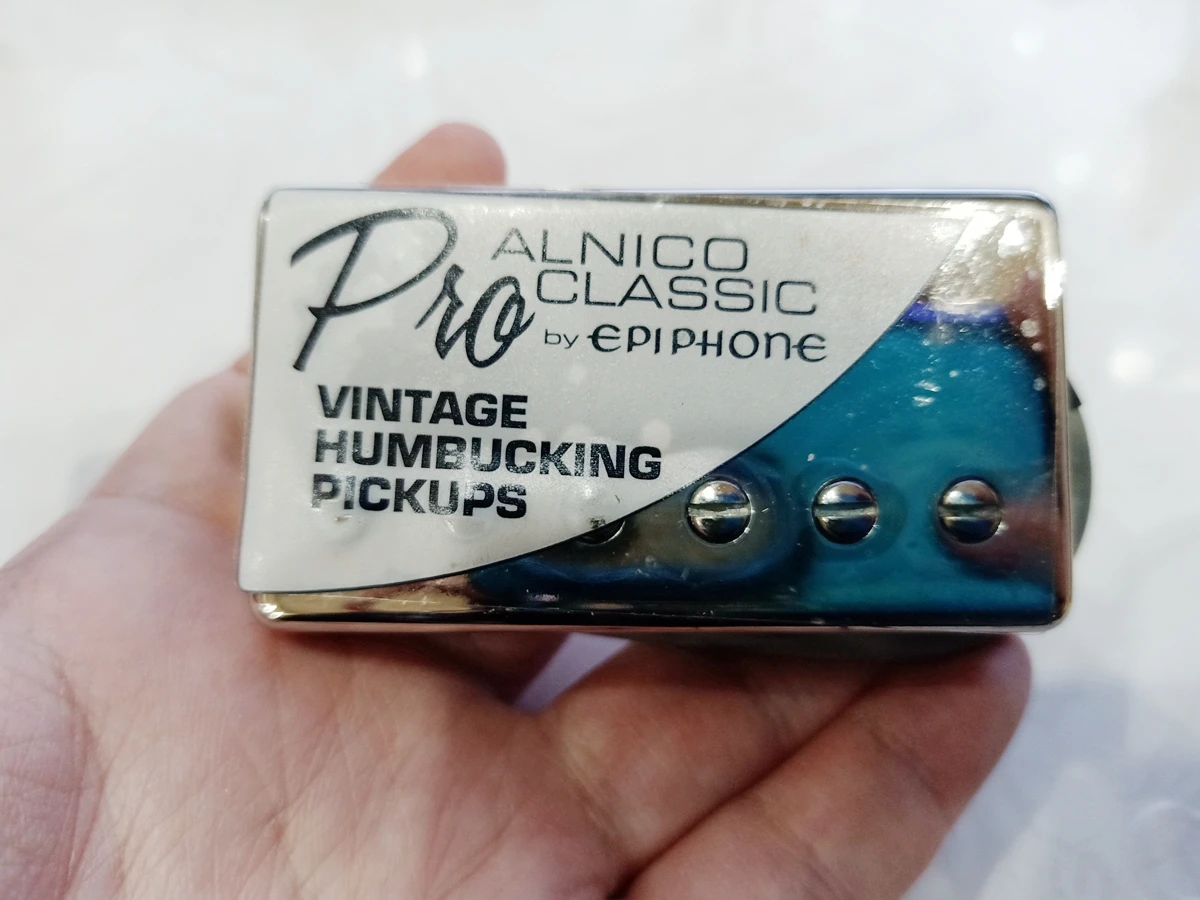 Pro ALNICO
CLASSIC
by EPIPHONE
VINTAGE
HUMBUCKING
PICKUPS